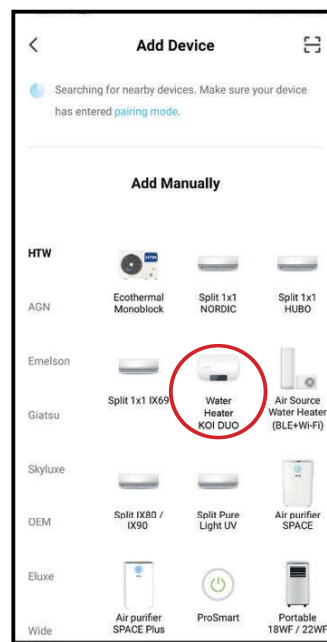 Add Device
Searching for nearby devices. Make sure your device
has entered pairing mode.
Add Manually
HTW
AGN
Emelson
Giatsu
Skyluxe
OEM
Eluxe
Wide
Ecothermal
Monoblock
Split 1x1
NORDIC
Split 1x1
HUBO
Split 1x1 IX69
Water
Heater
KOI DUO
Air Source
Water Heater
(BLE+Wi-Fi)
Split IX80 /
IX90
Split Pure
Light UV
Air purifier
SPACE
Air purifier
SPACE Plus
ProSmart
Portable
18WF / 22WF